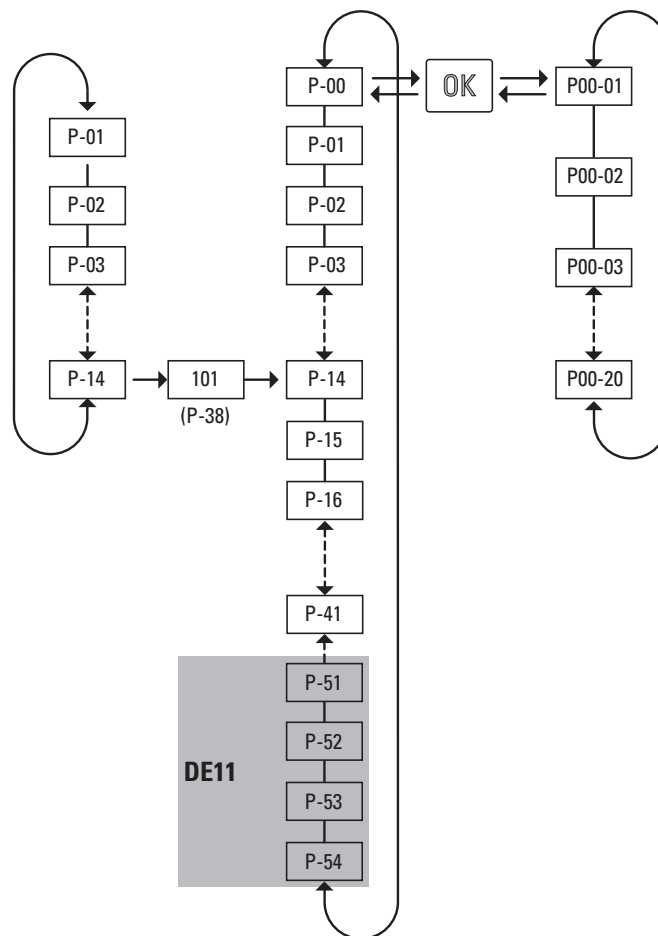 P-01
P-02
P-03
P-14
101
(P-38)
P-00
P-01
P-02
P-03
P-14
P-15
P-16
P-41
DE11
P-51
P-52
P-53
P-54
OK
P00-01
P00-02
P00-03
P00-20